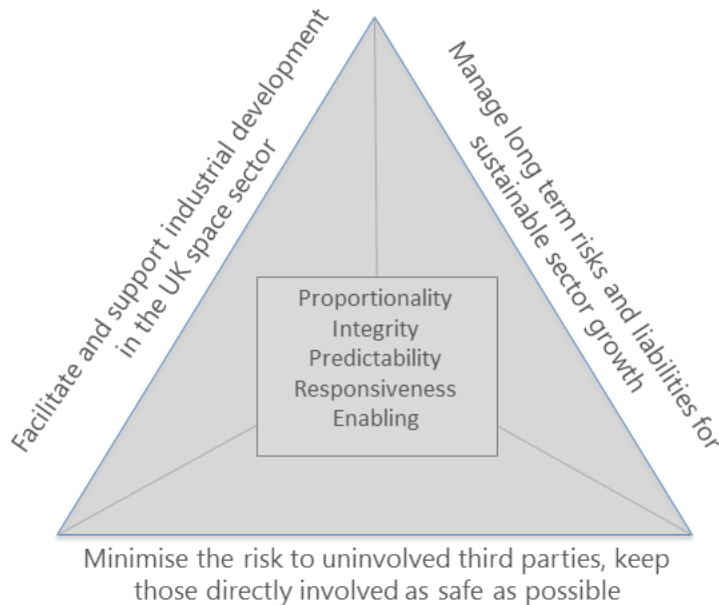 Facilitate and support industrial development
in the UK space sector
Manage long term risks and liabilities for
sustainable sector growth
Proportionality
Integrity
Predictability
Responsiveness
Enabling
Minimise the risk to uninvolved third parties, keep
those directly involved as safe as possible